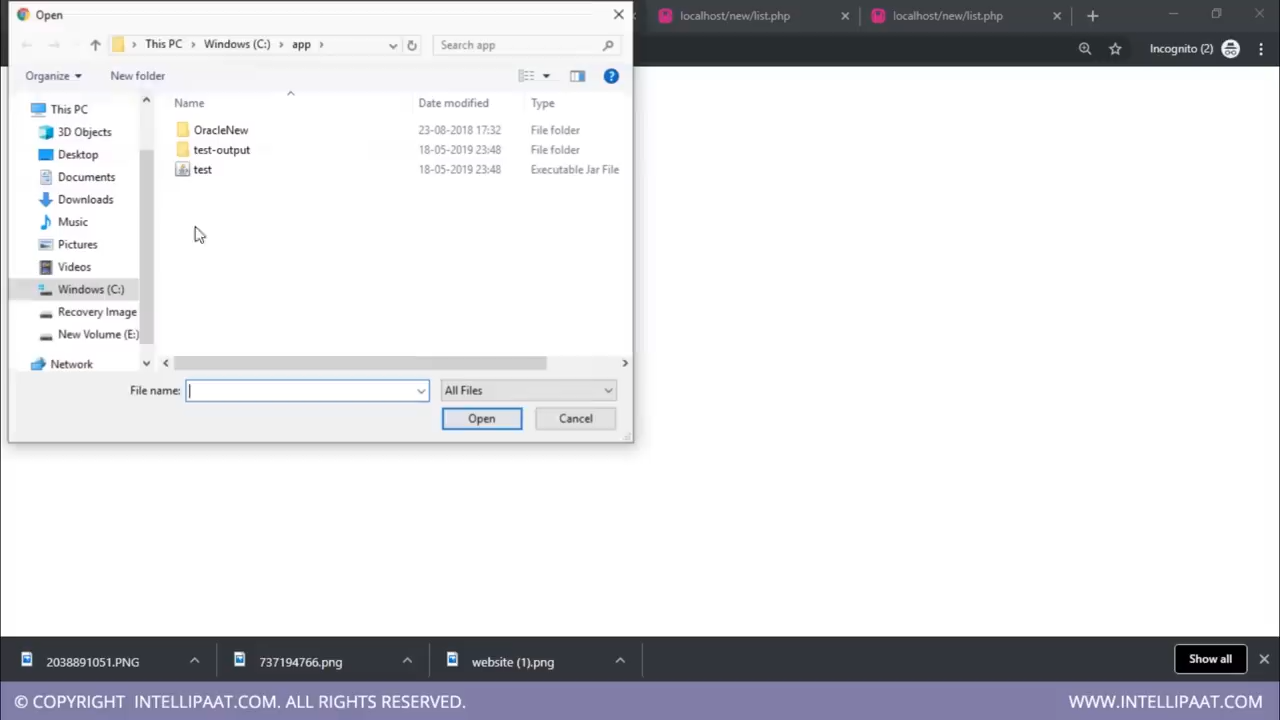 Open
localhost/new/list.php
localhost/new/list.php
This PC > Windows (C:) > app >
Search app
Incognito (2)
Organize
New folder
Name
Date modified
Type
OracleNew
23-08-2018 17:32
File folder
test-output
18-05-2019 23:48
File folder
test
18-05-2019 23:48
Executable Jar File
This PC
3D Objects
Desktop
Documents
Downloads
Music
Pictures
Videos
Windows (C:)
Recovery Image
New Volume (E:)
Network
File name:
All Files
Open
Cancel
2038891051.PNG
737194766.png
website (1).png
Show all
© COPYRIGHT INTELLIPAAT.COM. ALL RIGHTS RESERVED.
WWW.INTELLIPAAT.COM